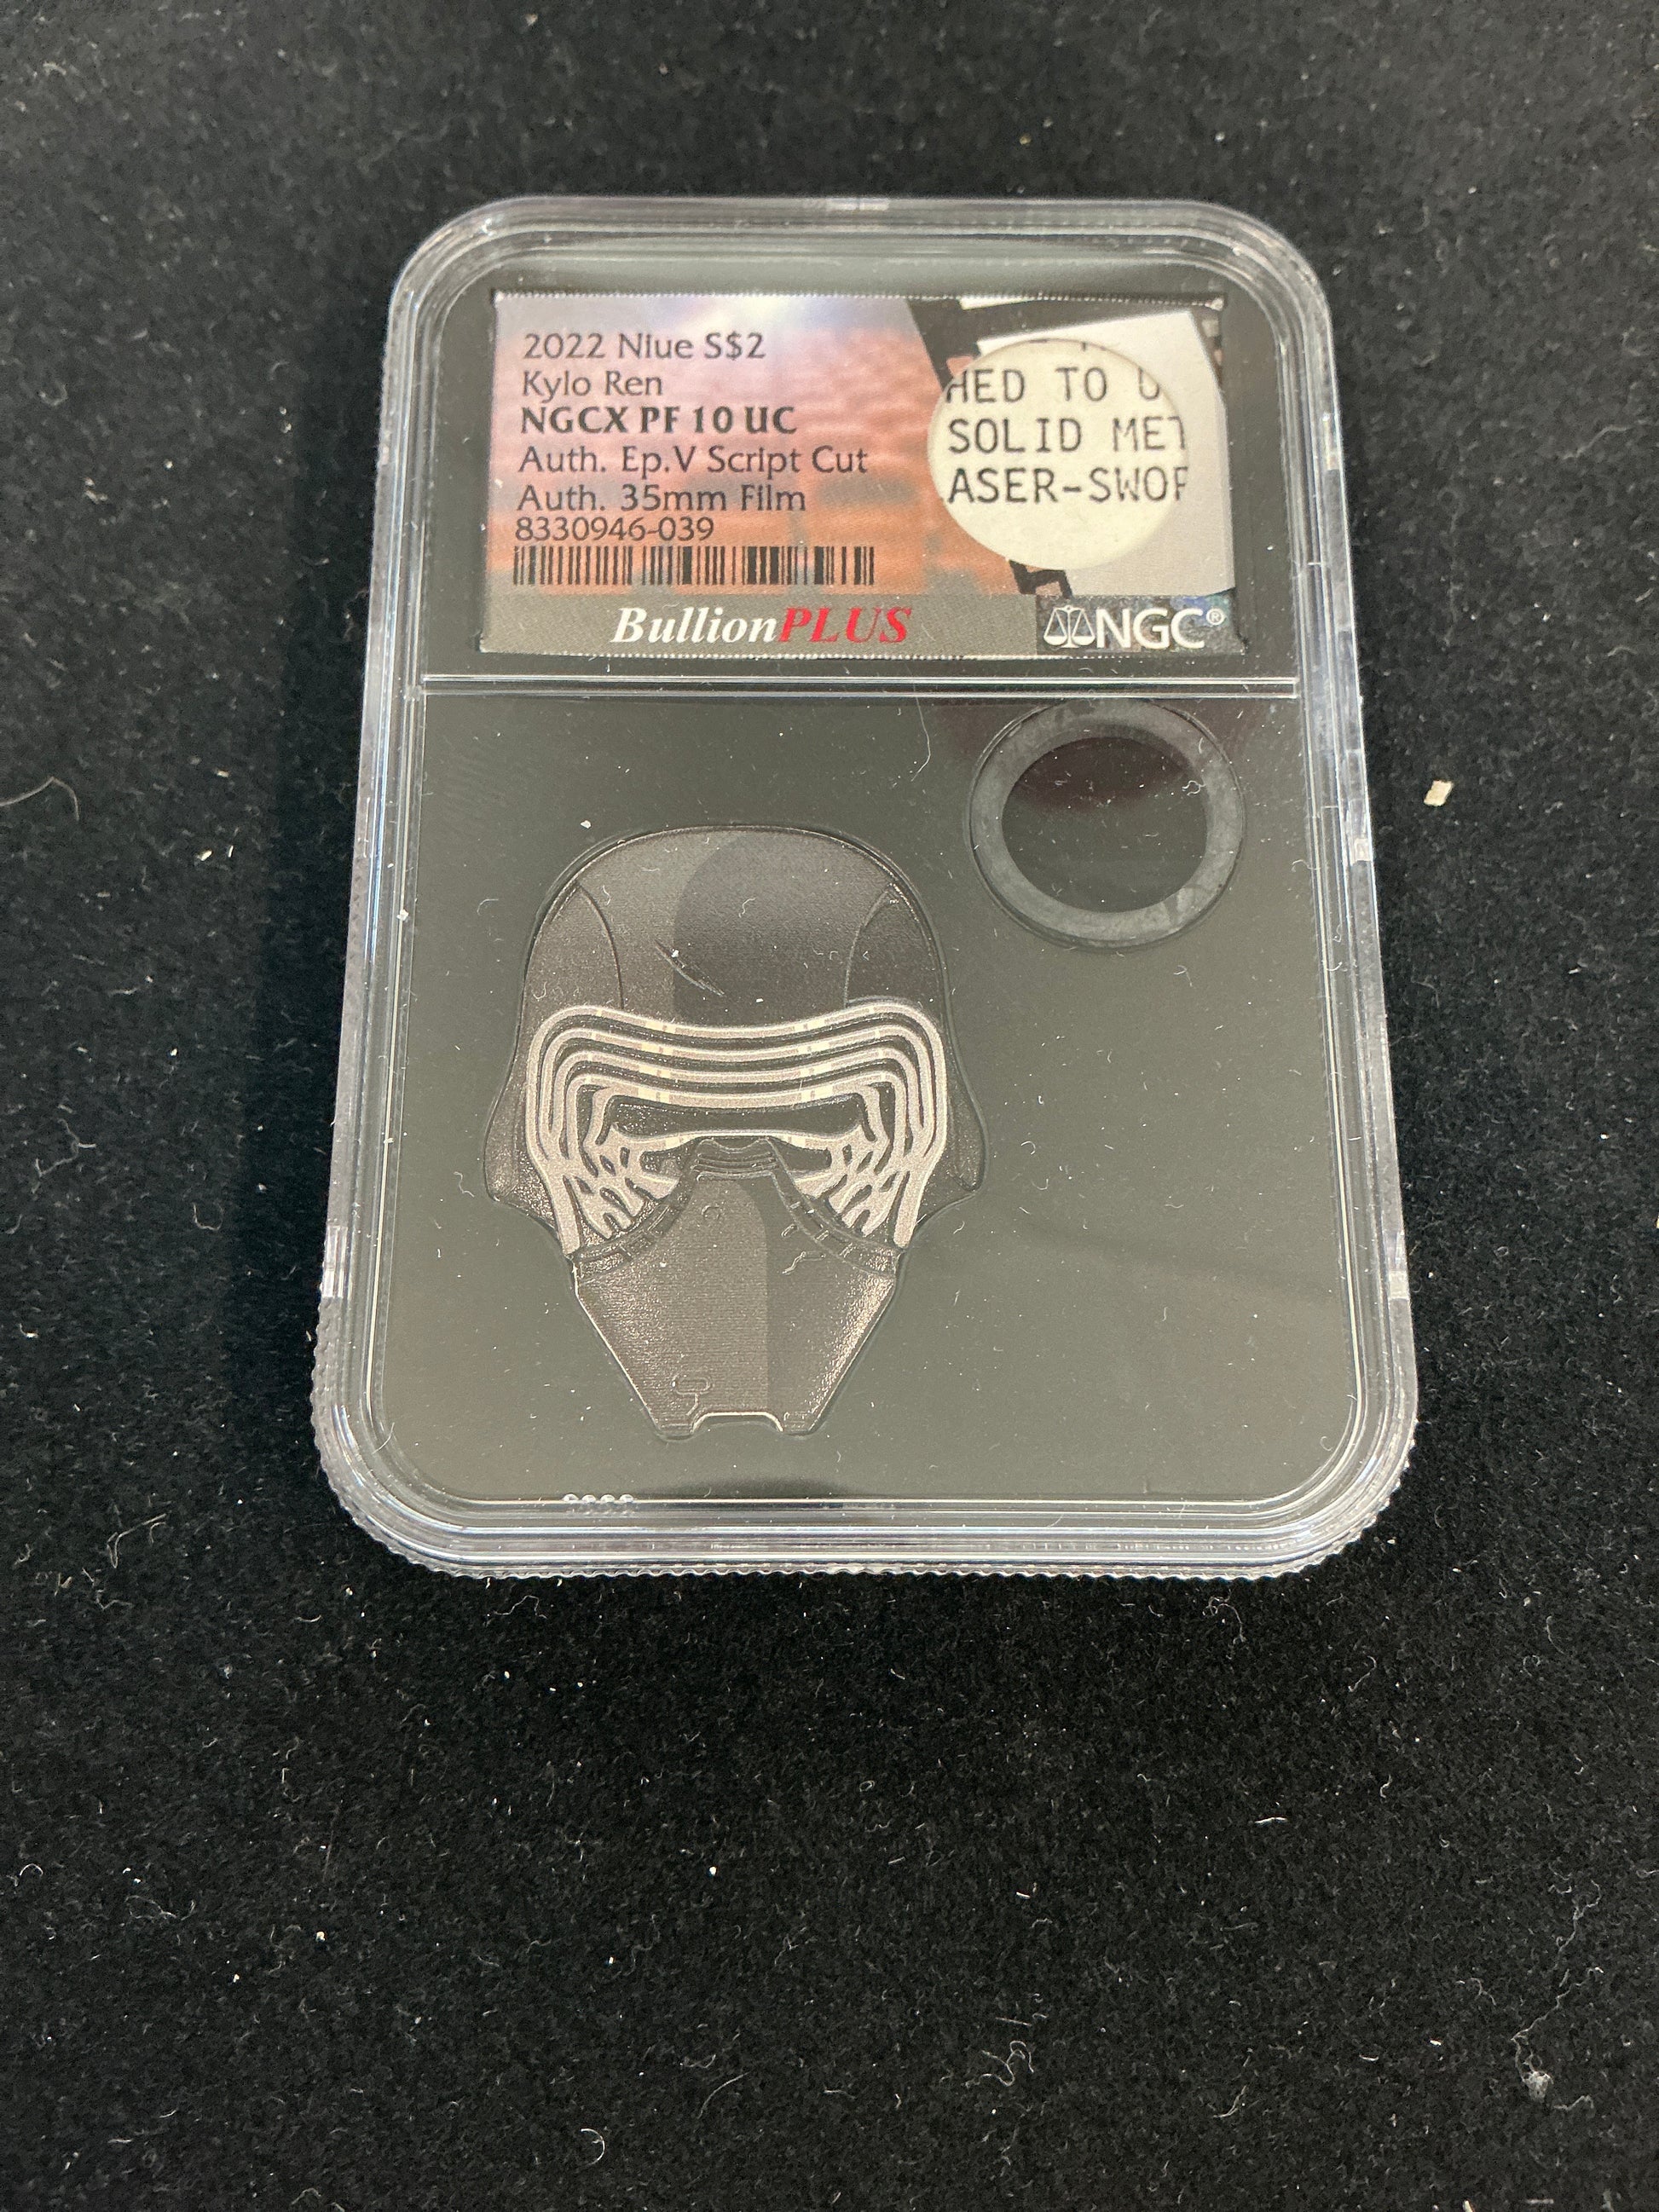 2022 Niue S$2
Kylo Ren
NGCX PF 10 UC
Auth. Ep.V Script Cut
Auth. 35mm Film
8330946-039
HED TO U
SOLID MET
ASER-SWOR
BullionPLUS
NGC®